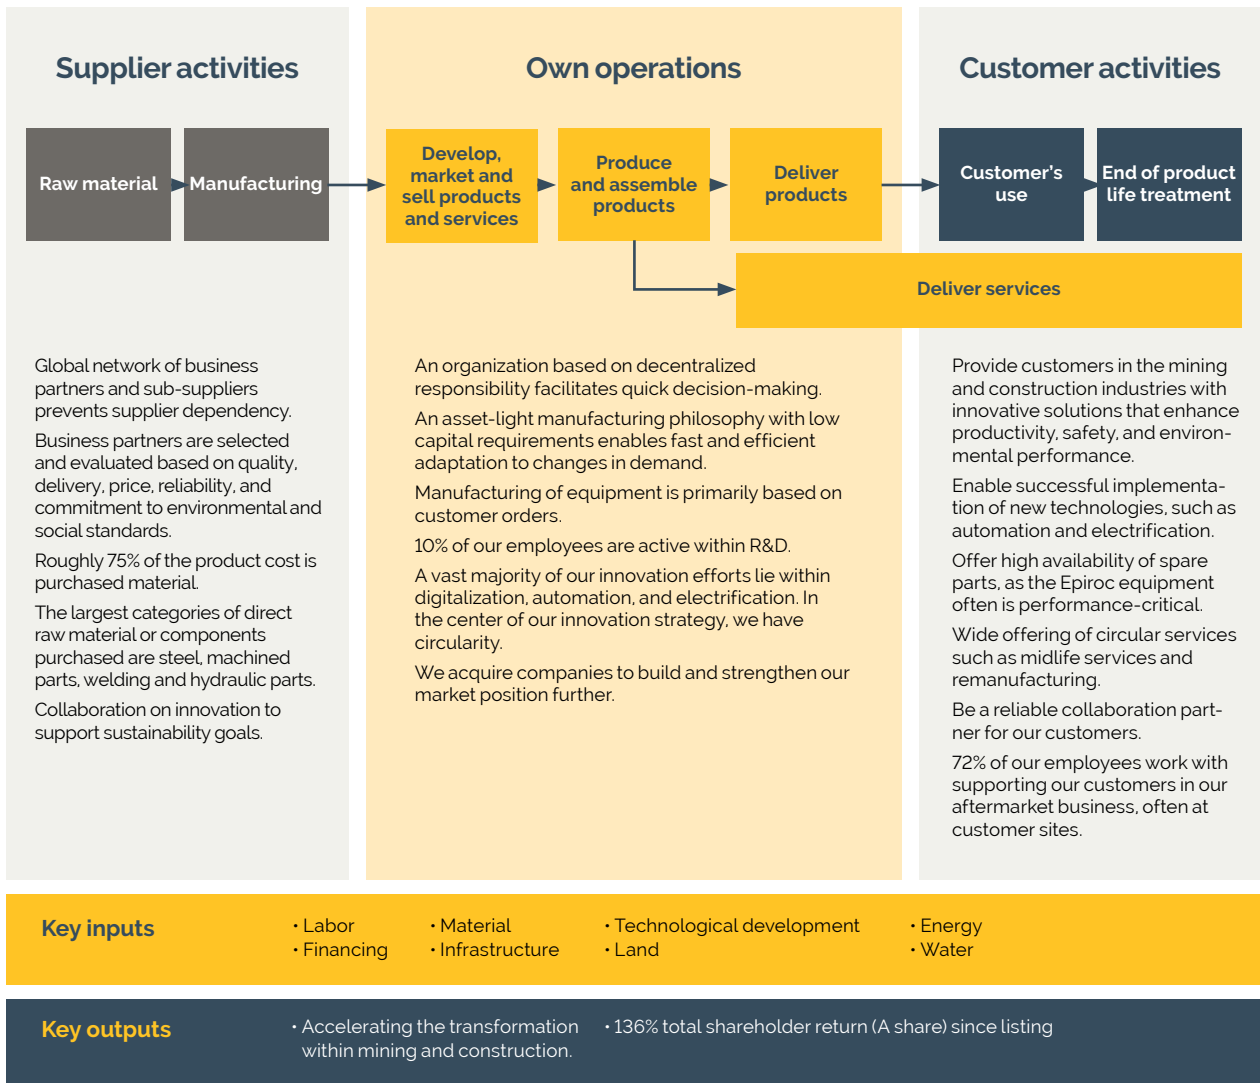 Supplier activities
Raw material
Manufacturing
Global network of business
partners and sub-suppliers
prevents supplier dependency.
Business partners are selected
and evaluated based on quality,
delivery, price, reliability, and
commitment to environmental and
social standards.
Roughly 75% of the product cost is
purchased material.
The largest categories of direct
raw material or components
purchased are steel, machined
parts, welding and hydraulic parts.
Collaboration on innovation to
support sustainability goals.
Own operations
Develop,
market and
sell products
and services
Produce
and assemble
products
Deliver
products
Deliver services
An organization based on decentralized
responsibility facilitates quick decision-making.
An asset-light manufacturing philosophy with low
capital requirements enables fast and efficient
adaptation to changes in demand.
Manufacturing of equipment is primarily based on
customer orders.
10% of our employees are active within R&D.
A vast majority of our innovation efforts lie within
digitalization, automation, and electrification. In
the center of our innovation strategy, we have
circularity.
We acquire companies to build and strengthen our
market position further.
Customer activities
Customer's
use
End of product
life treatment
Provide customers in the mining
and construction industries with
innovative solutions that enhance
productivity, safety, and environ-
mental performance.
Enable successful implementa-
tion of new technologies, such as
automation and electrification.
Offer high availability of spare
parts, as the Epiroc equipment
often is performance-critical.
Wide offering of circular services
such as midlife services and
remanufacturing.
Be a reliable collaboration part-
ner for our customers.
72% of our employees work with
supporting our customers in our
aftermarket business, often at
customer sites.
Key inputs
• Labor
• Financing
• Material
• Infrastructure
• Technological development
• Land
• Energy
• Water
Key outputs
• Accelerating the transformation
within mining and construction.
• 136% total shareholder return (A share) since listing